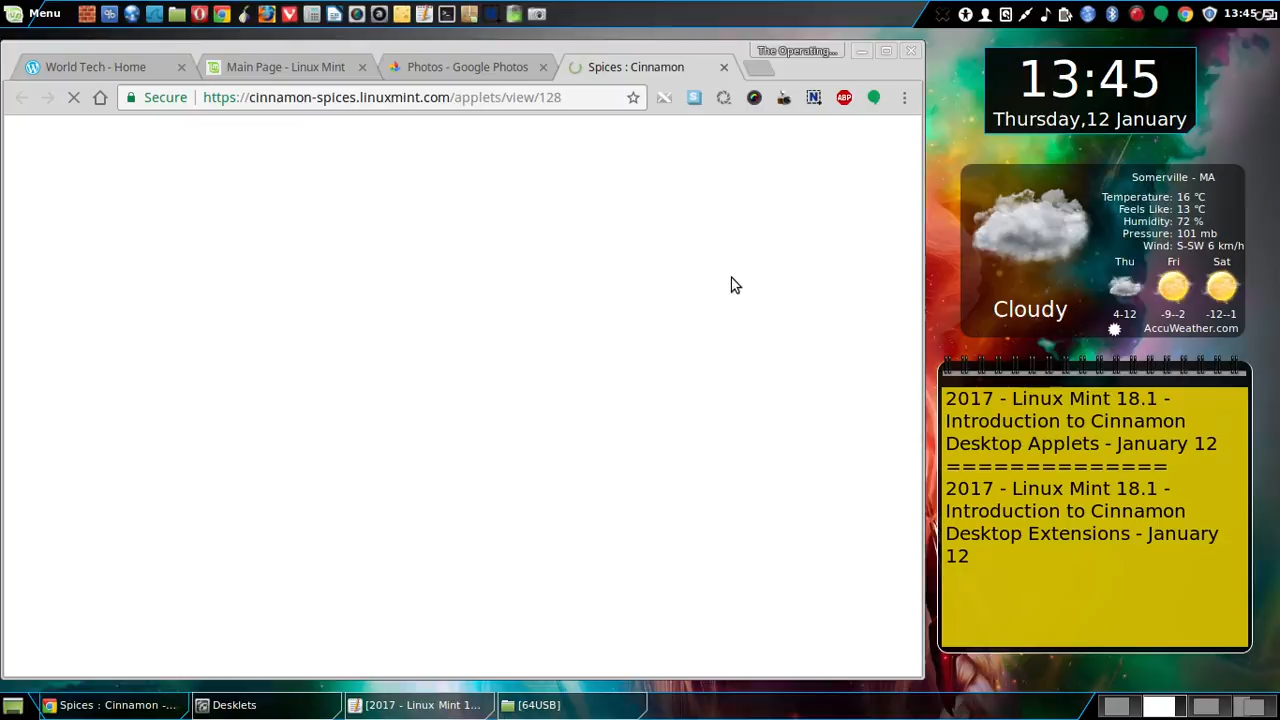 Menu
13:45
The Operating...
World Tech - Home
Main Page - Linux Mint
Photos - Google Photos
Spices : Cinnamon
Secure
https://cinnamon-spices.linuxmint.com/applets/view/128
ABP
13:45
Thursday,12 January
Somerville - MA
Temperature: 16 °C
Feels Like: 13 °C
Humidity: 72 %
Pressure: 101 mb
Wind: S-SW 6 km/h
Thu Fri Sat
Cloudy
4-12 -9--2 -12--1
AccuWeather.com
2017 - Linux Mint 18.1 -
Introduction to Cinnamon
Desktop Applets - January 12
==============
2017 - Linux Mint 18.1 -
Introduction to Cinnamon
Desktop Extensions - January
12
Spices : Cinnamon -...
Desklets
[2017 - Linux Mint 1...
[64USB]